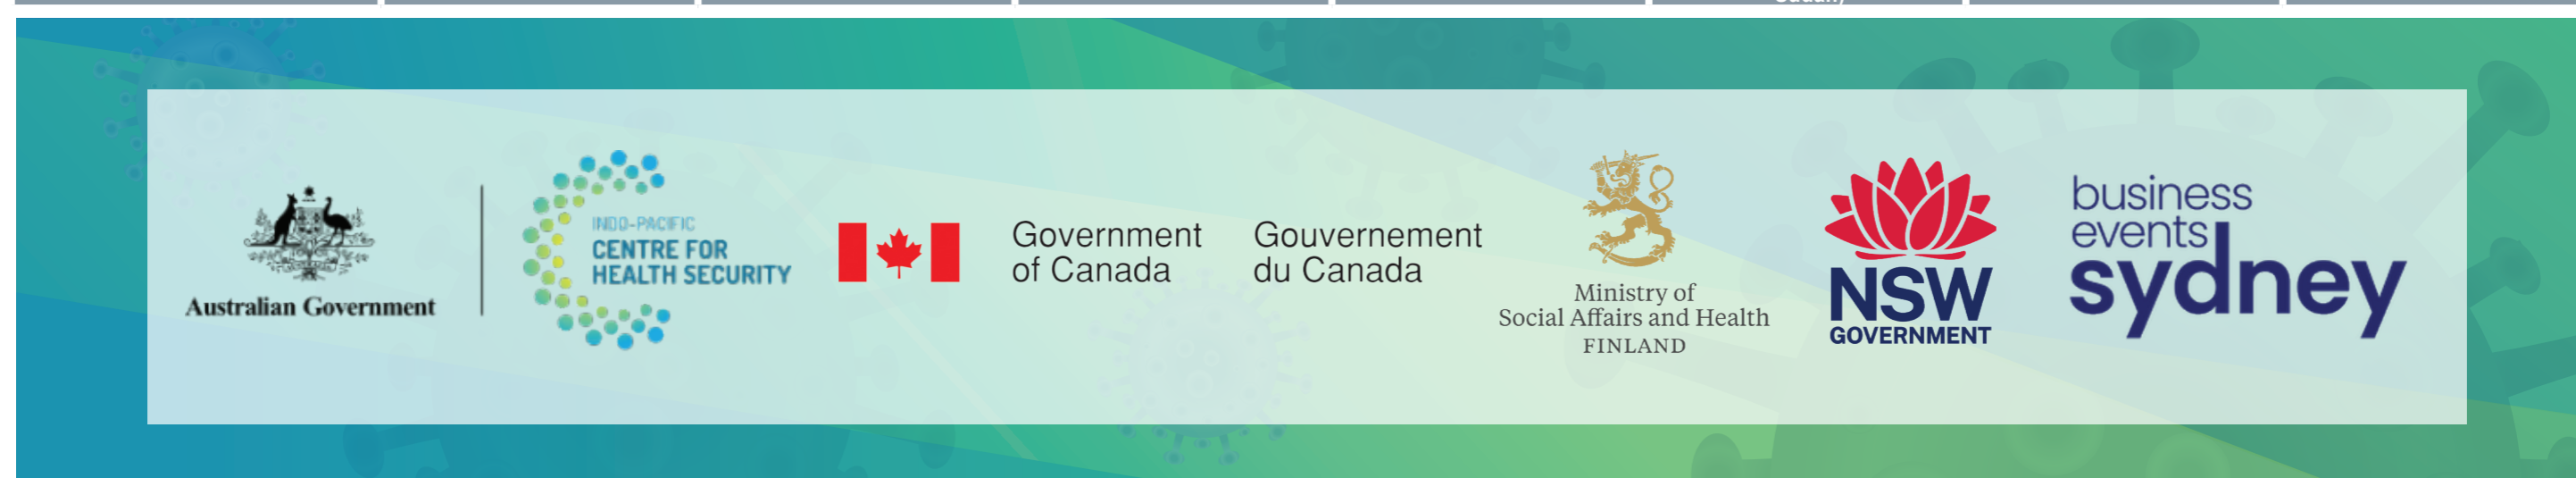 Australian Government
INDO-PACIFIC
CENTRE FOR
HEALTH SECURITY
Government
of Canada
Gouvernement
du Canada
Ministry of
Social Affairs and Health
FINLAND
NSW
GOVERNMENT
business
events
sydney